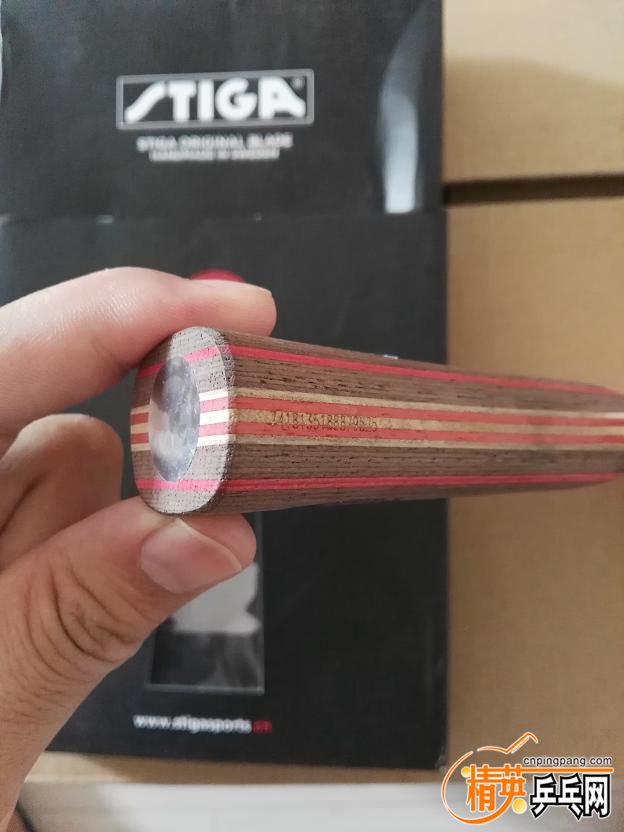 STIGA
STIGA ORIGINAL BLADE
HANDMADE IN SWEDEN
www.stigasports.cn
cnpingpang.com
精英乒乓网